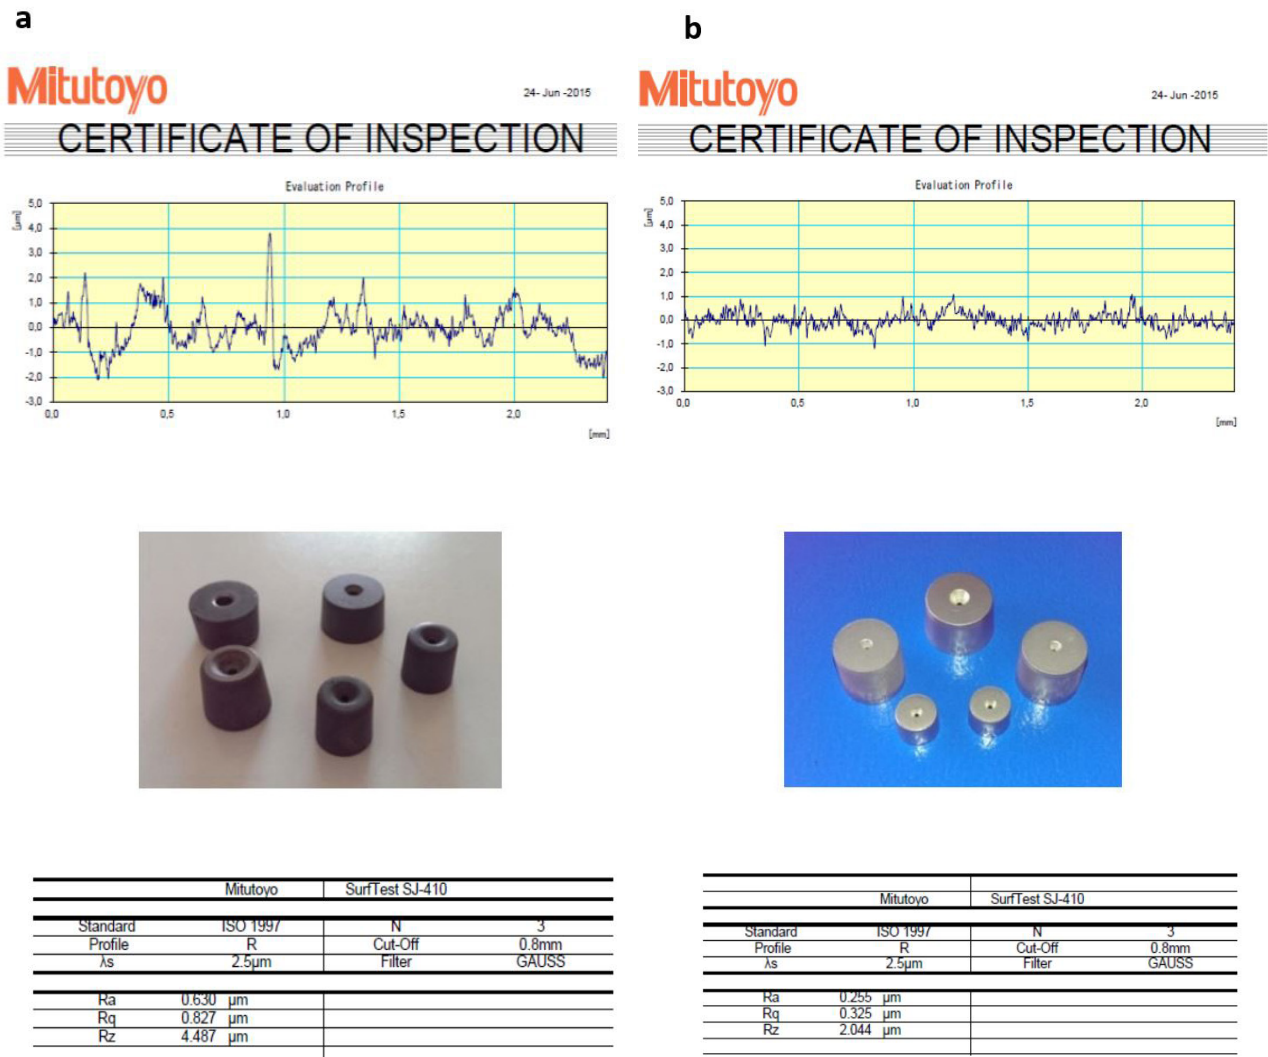 a
Mitutoyo
24- Jun -2015
CERTIFICATE OF INSPECTION
Evaluation Profile
[µm]
5,0
4,0
3,0
2,0
1,0
0,0
-1,0
-2,0
-3,0
0,0 0,5 1,0 1,5 2,0
[mm]
Mitutoyo SurfTest SJ-410
Standard ISO 1997 N 3
Profile R Cut-Off 0.8mm
λs 2.5µm Filter GAUSS
Ra 0.630 µm
Rq 0.827 µm
Rz 4.487 µm
b
Mitutoyo
24- Jun -2015
CERTIFICATE OF INSPECTION
Evaluation Profile
[µm]
5,0
4,0
3,0
2,0
1,0
0,0
-1,0
-2,0
-3,0
0,0 0,5 1,0 1,5 2,0
[mm]
Mitutoyo SurfTest SJ-410
Standard ISO 1997 N 3
Profile R Cut-Off 0.8mm
λs 2.5µm Filter GAUSS
Ra 0.255 µm
Rq 0.325 µm
Rz 2.044 µm